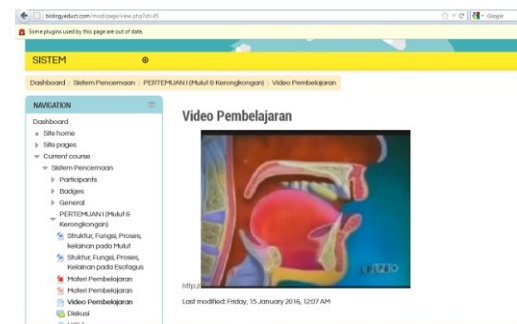 biologyeduct.com/mod/page/view.php?id=45
Google
Some plugins used by this page are out of date.
SISTEM
Dashboard Sistem Pencernaan PERTEMUAN I (Mulut & Kerongkongan) Video Pembelajaran
NAVIGATION
Dashboard
Site home
Site pages
Current course
Sistem Pencernaan
Participants
Badges
General
PERTEMUAN I (Mulut &
Kerongkongan)
Struktur, Fungsi, Proses,
kelainan pada Mulut
Stuktur, Fungsi, Proses,
Kelainan pada Esofagus
Materi Pembelajaran
Materi Pembelajaran
Video Pembelajaran
Diskusi
Video Pembelajaran
http:/
Last modified: Friday, 15 January 2016, 12:07 AM